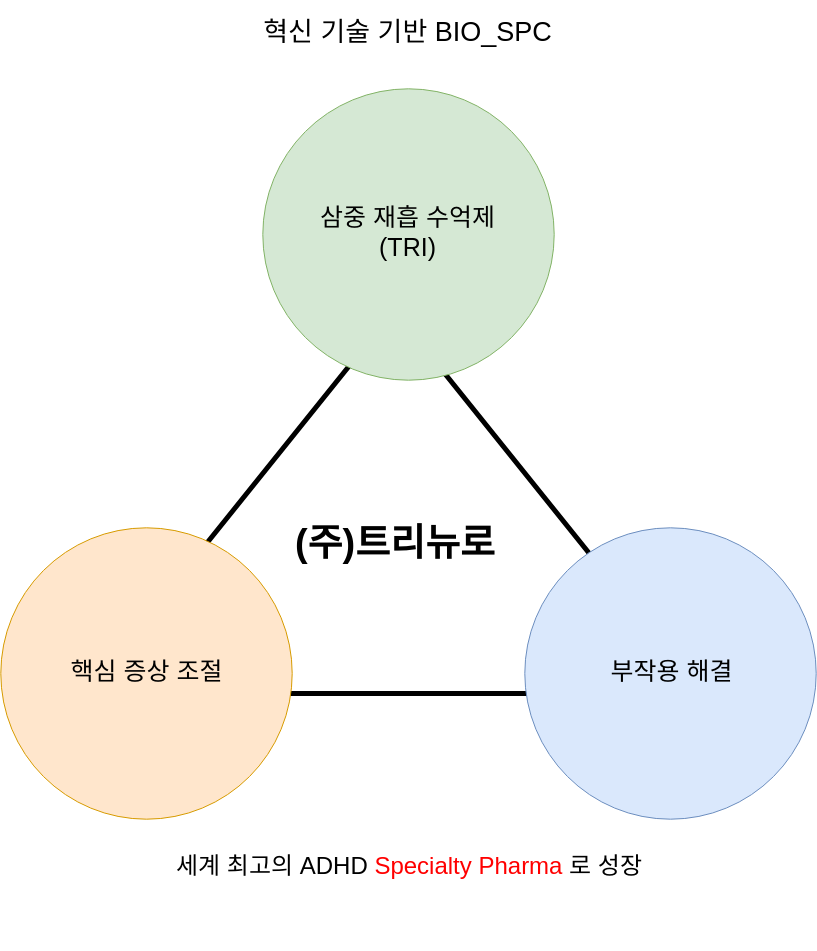 혁신 기술 기반 BIO_SPC
삼중 재흡 수억제
(TRI)
(주)트리뉴로
핵심 증상 조절
부작용 해결
세계 최고의 ADHD Specialty Pharma 로 성장